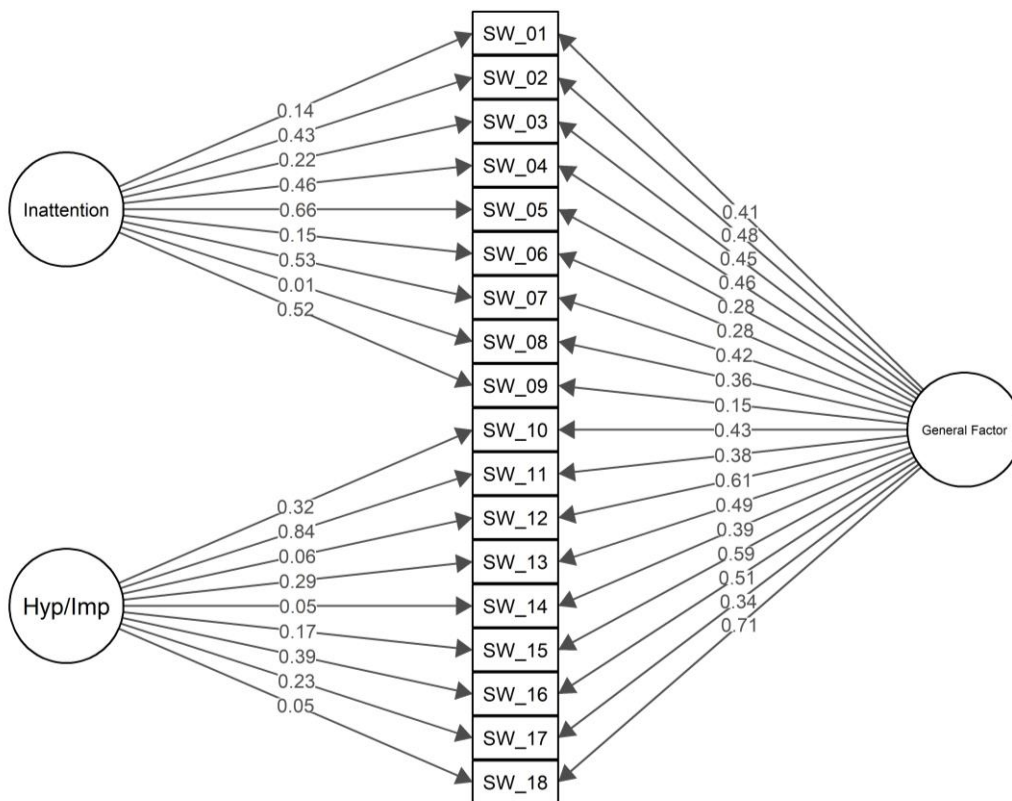 SW_01
SW_02
SW_03
SW_04
SW_05
SW_06
SW_07
SW_08
SW_09
SW_10
SW_11
SW_12
SW_13
SW_14
SW_15
SW_16
SW_17
SW_18
Inattention
0.14
0.43
0.22
0.46
0.66
0.15
0.53
0.01
0.52
Hyp/Imp
0.32
0.84
0.06
0.29
0.05
0.17
0.39
0.23
0.05
General Factor
0.41
0.48
0.45
0.46
0.28
0.28
0.42
0.36
0.15
0.43
0.38
0.61
0.49
0.39
0.59
0.51
0.34
0.71